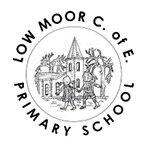 LOW MOOR C. of E.
PRIMARY SCHOOL